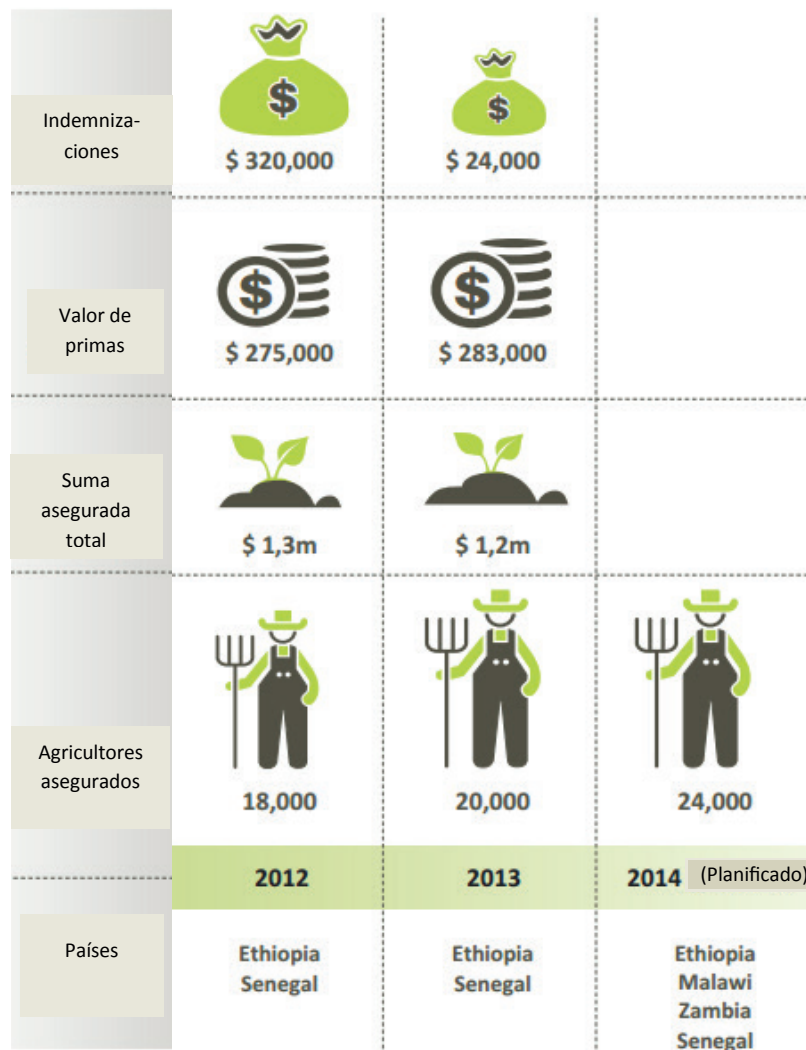 Indemniza-
ciones
$
$ 320,000
$
$ 24,000
Valor de
primas
$
$ 275,000
$
$ 283,000
Suma
asegurada
total
$ 1,3m
$ 1,2m
Agricultores
asegurados
18,000
20,000
24,000
2012
2013
2014 (Planificado)
Países
Ethiopia
Senegal
Ethiopia
Senegal
Ethiopia
Malawi
Zambia
Senegal